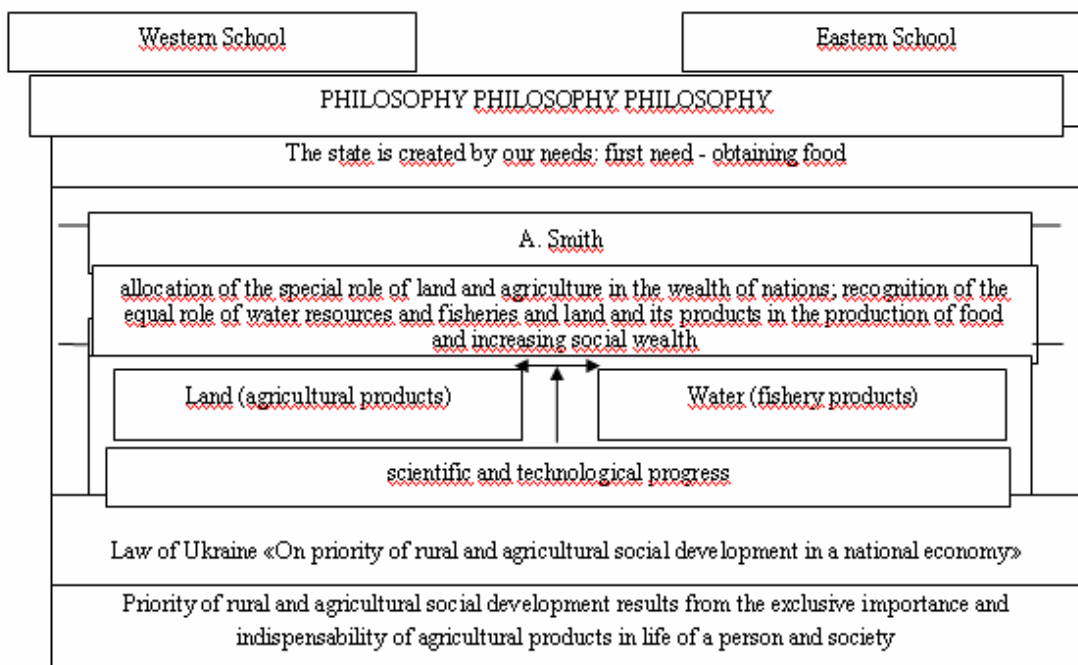 Western School
Eastern School
PHILOSOPHY PHILOSOPHY PHILOSOPHY
The state is created by our needs: first need - obtaining food
A. Smith
allocation of the special role of land and agriculture in the wealth of nations; recognition of the
equal role of water resources and fisheries and land and its products in the production of food
and increasing social wealth
Land (agricultural products)
Water (fishery products)
scientific and technological progress
Law of Ukraine «On priority of rural and agricultural social development in a national economy»
Priority of rural and agricultural social development results from the exclusive importance and
indispensability of agricultural products in life of a person and society